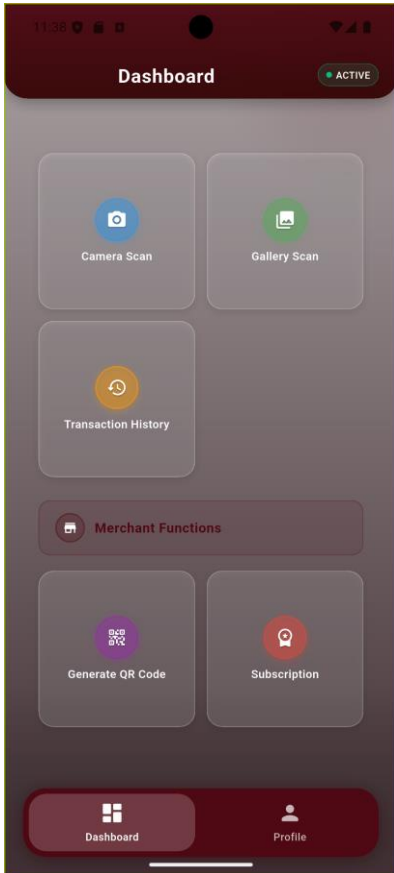 11:38
Dashboard
ACTIVE
Camera Scan
Gallery Scan
Transaction History
Merchant Functions
Generate QR Code
Subscription
Dashboard
Profile